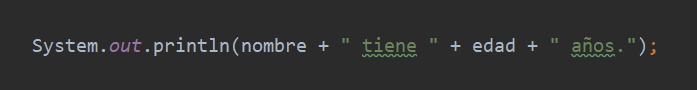 System.out.println(nombre + " tiene " + edad + " años.");